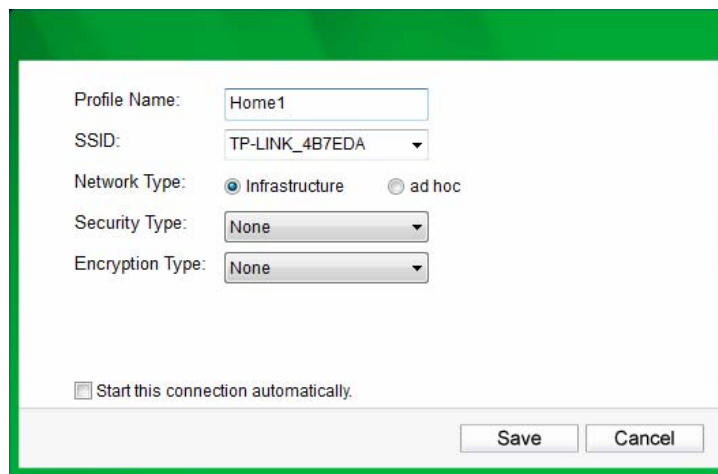 Profile Name: Home1
SSID: TP-LINK_4B7EDA
Network Type: Infrastructure ad hoc
Security Type: None
Encryption Type: None
Start this connection automatically.
Save Cancel